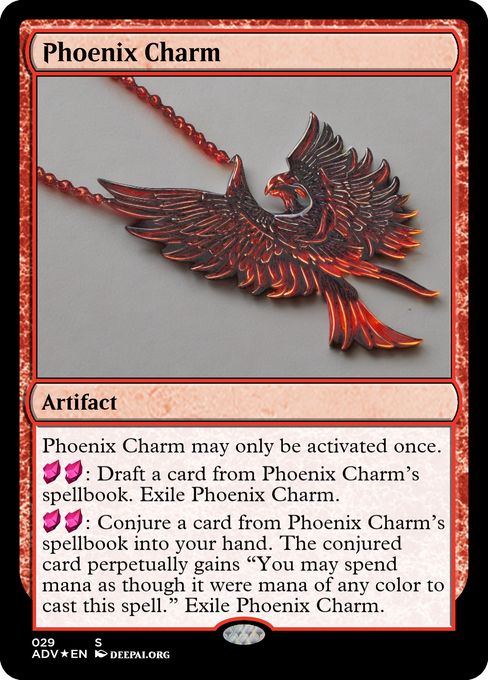 Phoenix Charm
Artifact
Phoenix Charm may only be activated once.
: Draft a card from Phoenix Charm’s
spellbook. Exile Phoenix Charm.
: Conjure a card from Phoenix Charm’s
spellbook into your hand. The conjured
card perpetually gains “You may spend
mana as though it were mana of any color to
cast this spell.” Exile Phoenix Charm.
029 S
ADV★EN DEEPAI.ORG